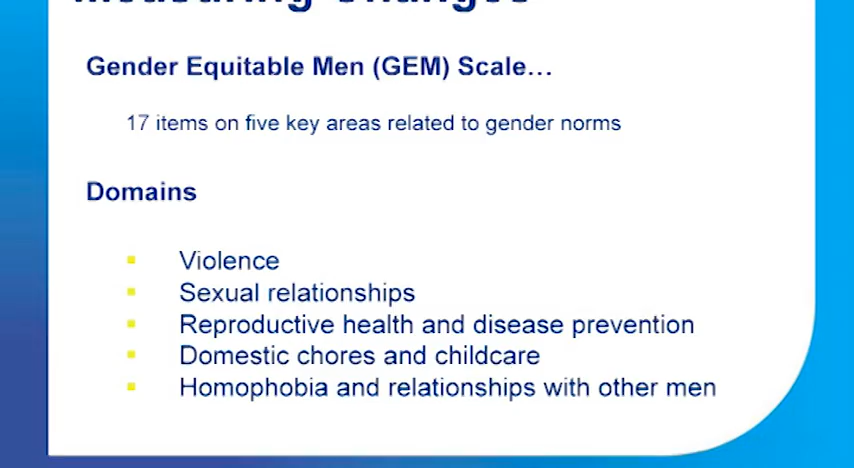 Gender Equitable Men (GEM) Scale...
17 items on five key areas related to gender norms
Domains
Violence
Sexual relationships
Reproductive health and disease prevention
Domestic chores and childcare
Homophobia and relationships with other men